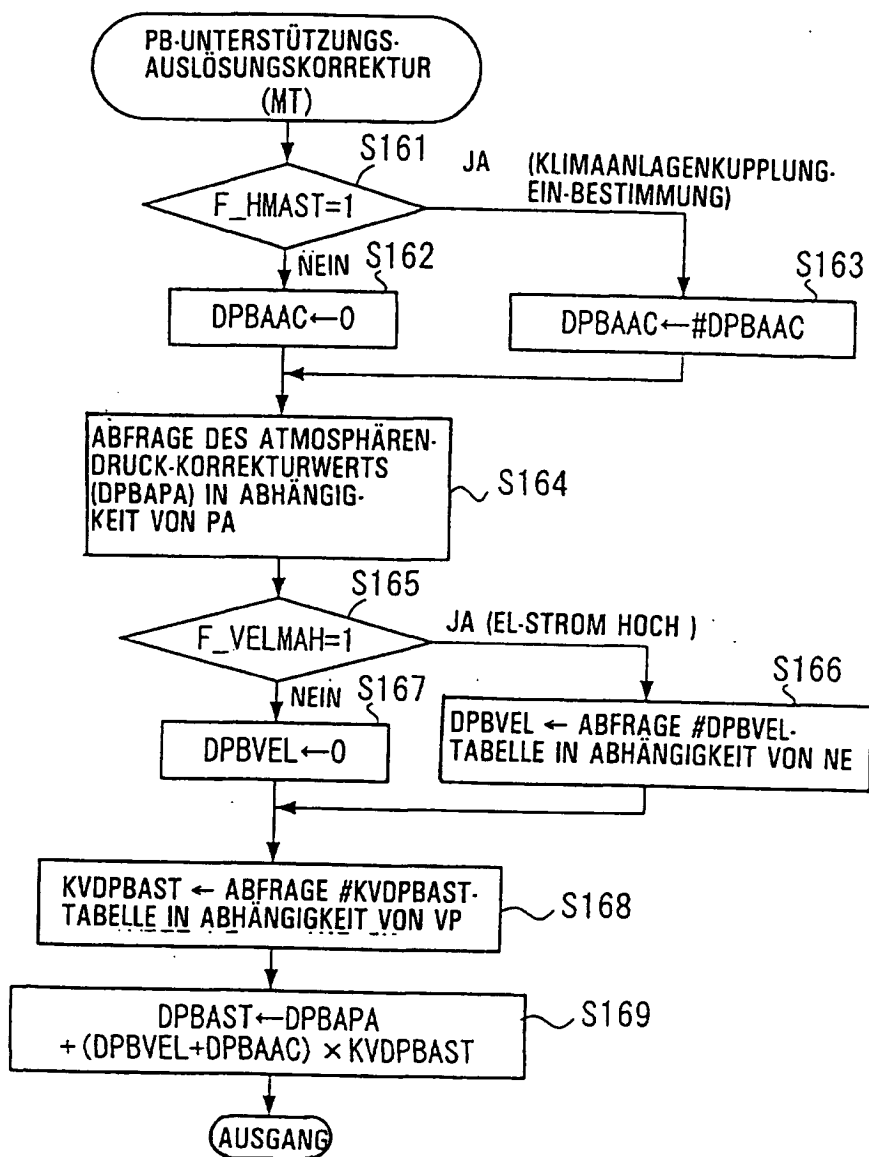 PB-UNTERSTÜTZUNGS-
AUSLÖSUNGSKORREKTUR
(MT)
S161
JA (KLIMAANLAGENKUPPLUNG-
EIN-BESTIMMUNG)
F_HMAST=1
NEIN
S162
S163
DPBAAC←0
DPBAAC←#DPBAAC
ABFRAGE DES ATMOSPHÄREN-
DRUCK-KORREKTURWERTS
(DPBAPA) IN ABHÄNGIG-
KEIT VON PA
S164
S165
F_VELMAH=1
JA (EL-STROM HOCH )
NEIN
S167
S166
DPBVEL←0
DPBVEL ← ABFRAGE #DPBVEL-
TABELLE IN ABHÄNGIGKEIT VON NE
KVDPBAST ← ABFRAGE #KVDPBAST-
TABELLE IN ABHÄNGIGKEIT VON VP
S168
DPBAST←DPBAPA
+(DPBVEL+DPBAAC) × KVDPBAST
S169
AUSGANG